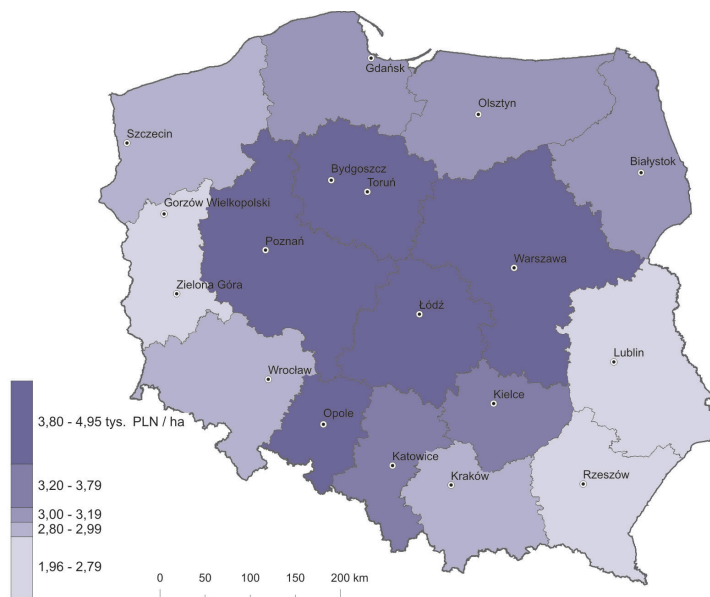 Gdańsk
Olsztyn
Szczecin
Białystok
Bydgoszcz
Toruń
Gorzów Wielkopolski
Poznań
Warszawa
Zielona Góra
Łódź
Lublin
Wrocław
Kielce
3,80 - 4,95 tys. PLN / ha
Opole
Katowice
Kraków
Rzeszów
3,20 - 3,79
3,00 - 3,19
2,80 - 2,99
1,96 - 2,79
0 50 100 150 200 km